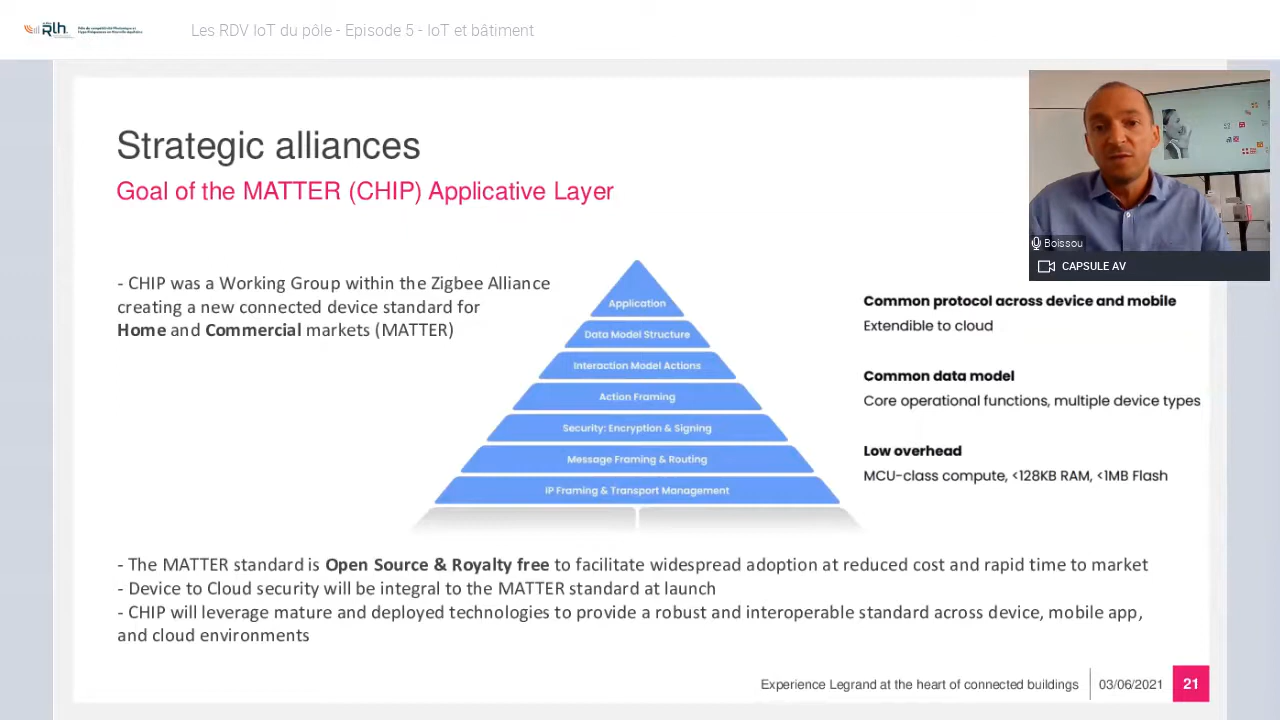 Rlh.
Les RDV IoT du pôle - Episode 5 - IoT et bâtiment
Strategic alliances
Goal of the MATTER (CHIP) Applicative Layer
Boissou
CAPSULE AV
- CHIP was a Working Group within the Zigbee Alliance
creating a new connected device standard for
Home and Commercial markets (MATTER)
Application
Data Model Structure
Interaction Model Actions
Action Framing
Security: Encryption & Signing
Message Framing & Routing
IP Framing & Transport Management
Common protocol across device and mobile
Extendible to cloud
Common data model
Core operational functions, multiple device types
Low overhead
MCU-class compute, <128KB RAM, <1MB Flash
- The MATTER standard is Open Source & Royalty free to facilitate widespread adoption at reduced cost and rapid time to market
- Device to Cloud security will be integral to the MATTER standard at launch
- CHIP will leverage mature and deployed technologies to provide a robust and interoperable standard across device, mobile app,
and cloud environments
Experience Legrand at the heart of connected buildings
03/06/2021
21